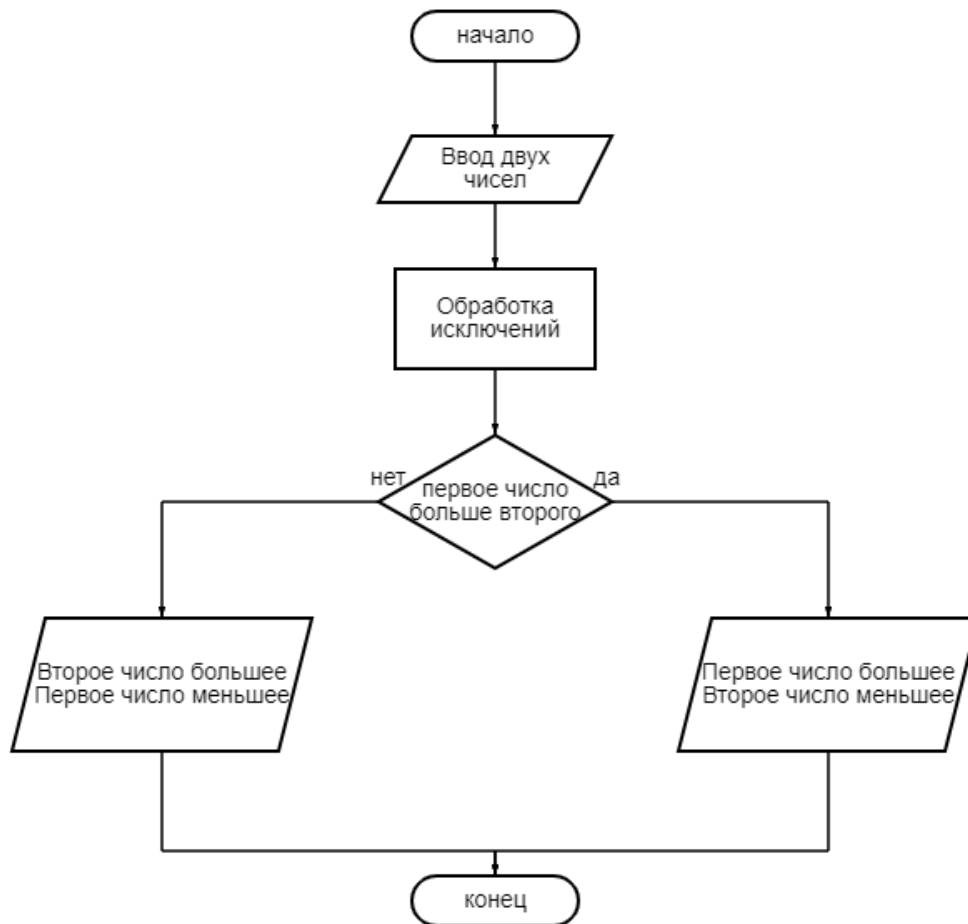 начало
Ввод двух
чисел
Обработка
исключений
нет
да
первое число
больше второго
Второе число большее
Первое число меньшее
Первое число большее
Второе число меньшее
конец